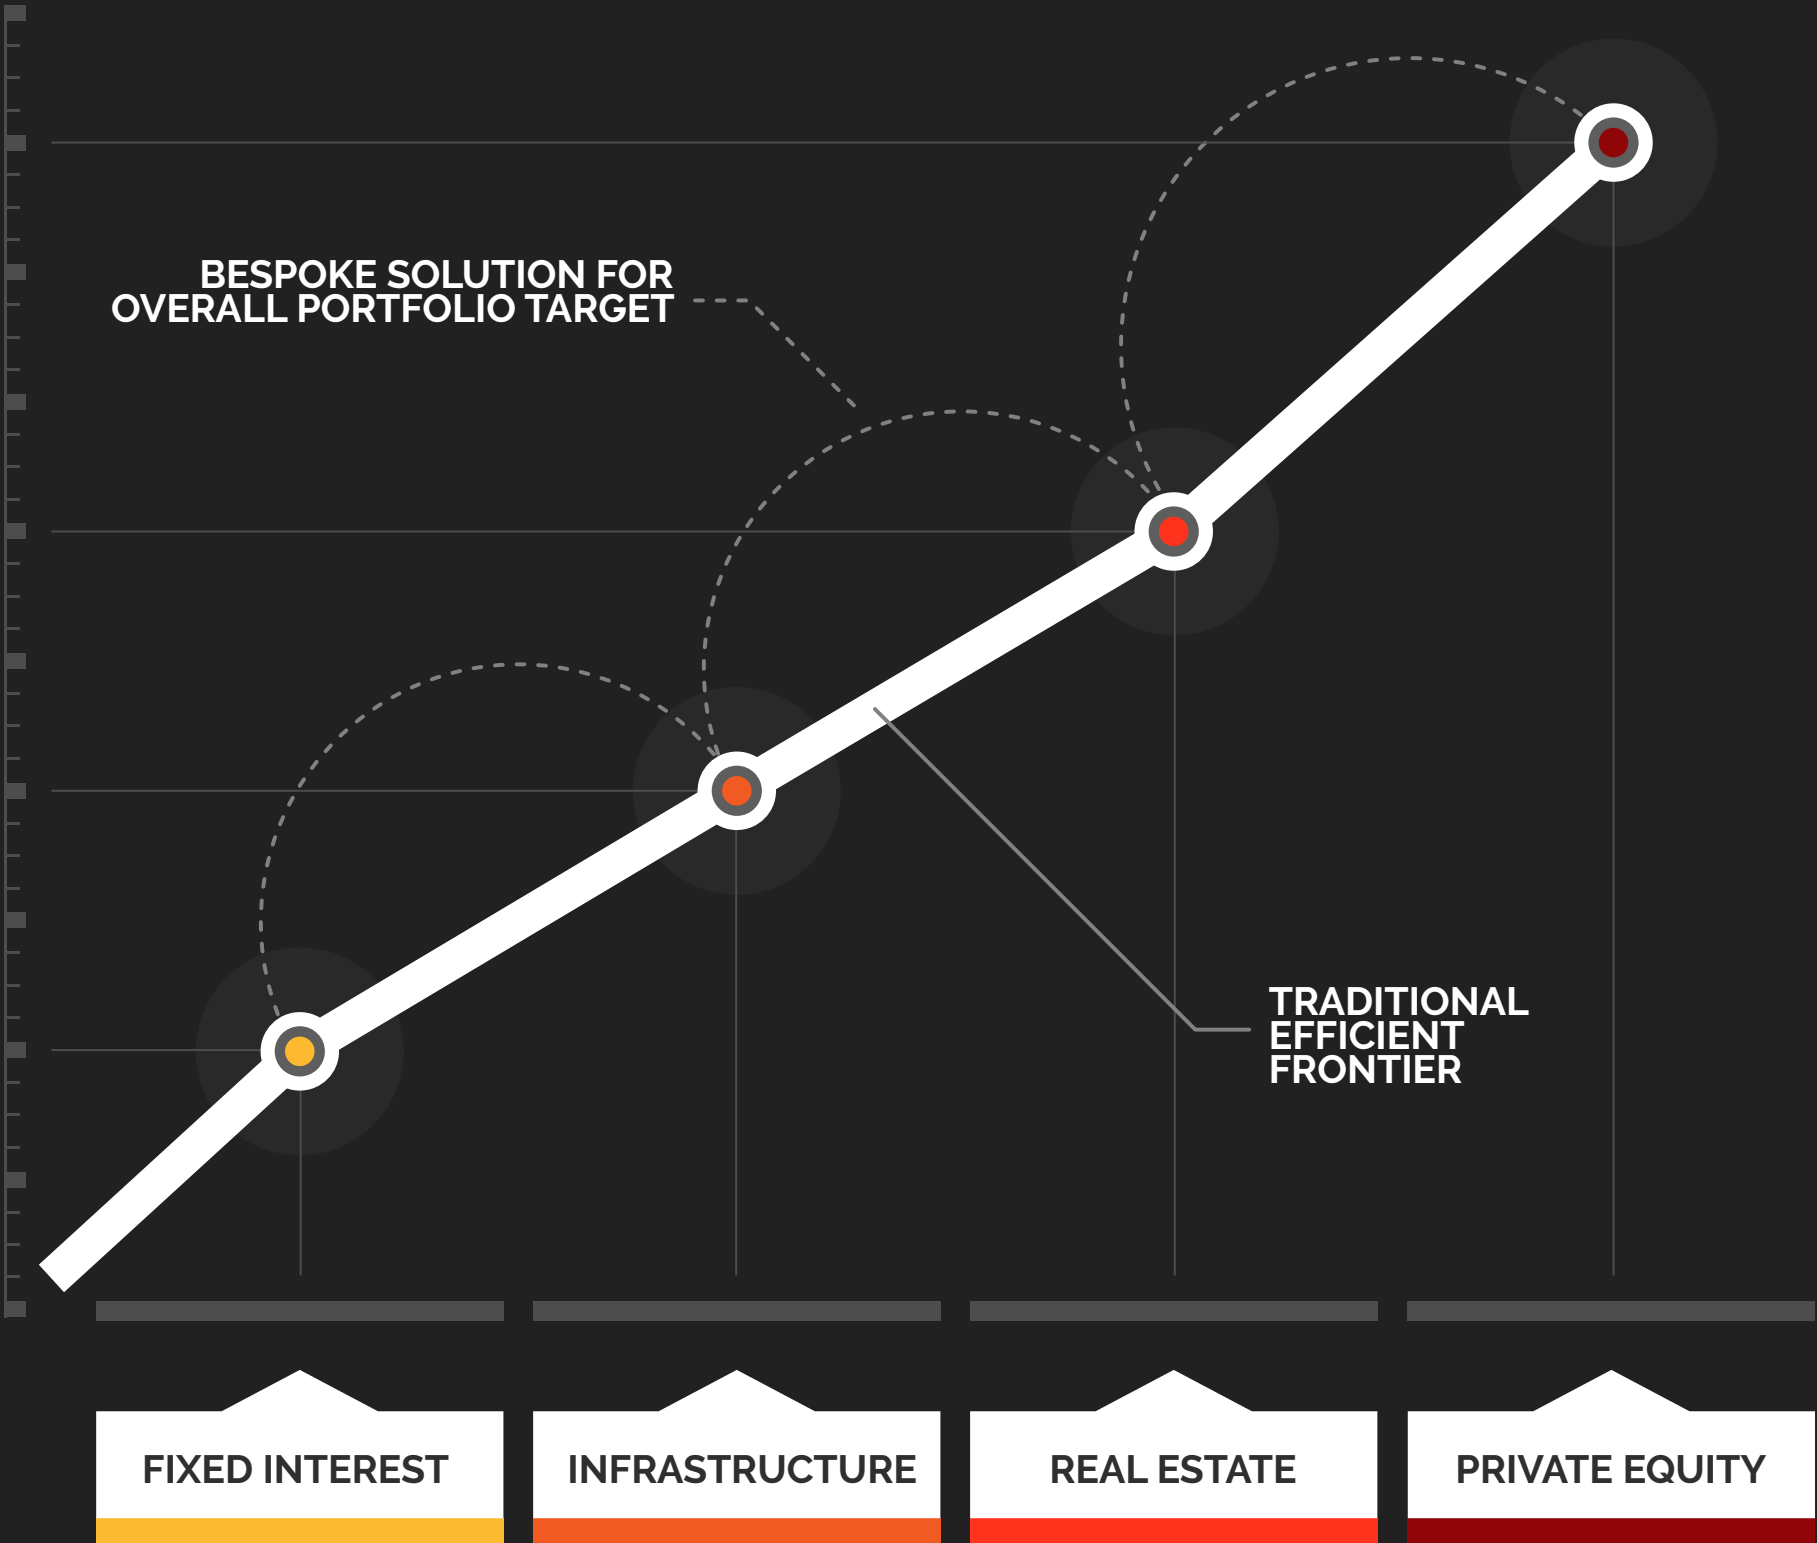 BESPOKE SOLUTION FOR
OVERALL PORTFOLIO TARGET
TRADITIONAL
EFFICIENT
FRONTIER
FIXED INTEREST
INFRASTRUCTURE
REAL ESTATE
PRIVATE EQUITY